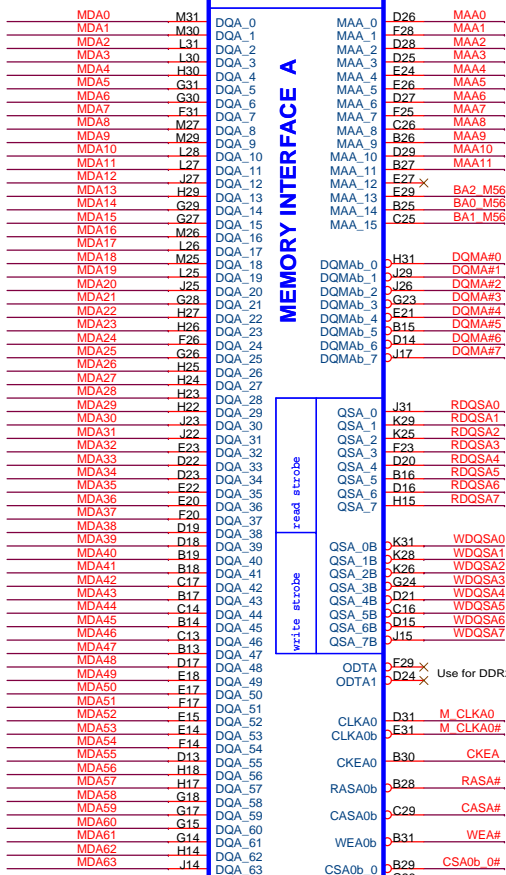 MEMORY INTERFACE A
MDA0 M31 DQA_0 MAA_0 D26 MAA0
MDA1 M30 DQA_1 MAA_1 F28 MAA1
MDA2 L31 DQA_2 MAA_2 D28 MAA2
MDA3 L30 DQA_3 MAA_3 D25 MAA3
MDA4 H30 DQA_4 MAA_4 E24 MAA4
MDA5 G31 DQA_5 MAA_5 E26 MAA5
MDA6 G30 DQA_6 MAA_6 D27 MAA6
MDA7 F31 DQA_7 MAA_7 F25 MAA7
MDA8 M27 DQA_8 MAA_8 C26 MAA8
MDA9 M29 DQA_9 MAA_9 B26 MAA9
MDA10 L28 DQA_10 MAA_10 D29 MAA10
MDA11 L27 DQA_11 MAA_11 B27 MAA11
MDA12 J27 DQA_12 MAA_12 E27
MDA13 H29 DQA_13 MAA_13 E29 BA2_M56
MDA14 G29 DQA_14 MAA_14 B25 BA0_M56
MDA15 G27 DQA_15 MAA_15 C25 BA1_M56
MDA16 M26 DQA_16
MDA17 L26 DQA_17
MDA18 M25 DQA_18 DQMAb_0 H31 DQMA#0
MDA19 L25 DQA_19 DQMAb_1 J29 DQMA#1
MDA20 J25 DQA_20 DQMAb_2 J26 DQMA#2
MDA21 G28 DQA_21 DQMAb_3 G23 DQMA#3
MDA22 H27 DQA_22 DQMAb_4 E21 DQMA#4
MDA23 H26 DQA_23 DQMAb_5 B15 DQMA#5
MDA24 F26 DQA_24 DQMAb_6 D14 DQMA#6
MDA25 G26 DQA_25 DQMAb_7 J17 DQMA#7
MDA26 H25 DQA_26
MDA27 H24 DQA_27
MDA28 H23 DQA_28
read strobe
MDA29 H22 DQA_29 QSA_0 J31 RDQSA0
MDA30 J23 DQA_30 QSA_1 K29 RDQSA1
MDA31 J22 DQA_31 QSA_2 K25 RDQSA2
MDA32 E23 DQA_32 QSA_3 F23 RDQSA3
MDA33 D22 DQA_33 QSA_4 D20 RDQSA4
MDA34 D23 DQA_34 QSA_5 B16 RDQSA5
MDA35 E22 DQA_35 QSA_6 D16 RDQSA6
MDA36 E20 DQA_36 QSA_7 H15 RDQSA7
MDA37 F20 DQA_37
MDA38 D19 DQA_38
write strobe
MDA39 D18 DQA_39 QSA_0B K31 WDQSA0
MDA40 B19 DQA_40 QSA_1B K28 WDQSA1
MDA41 B18 DQA_41 QSA_2B K26 WDQSA2
MDA42 C17 DQA_42 QSA_3B G24 WDQSA3
MDA43 B17 DQA_43 QSA_4B D21 WDQSA4
MDA44 C14 DQA_44 QSA_5B C16 WDQSA5
MDA45 B14 DQA_45 QSA_6B D15 WDQSA6
MDA46 C13 DQA_46 QSA_7B J15 WDQSA7
MDA47 B13 DQA_47
MDA48 D17 DQA_48 ODTA F29 Use for DDR
MDA49 E18 DQA_49 ODTA1 D24
MDA50 E17 DQA_50
MDA51 F17 DQA_51
MDA52 E15 DQA_52 CLKA0 D31 M_CLKA0
MDA53 E14 DQA_53 CLKA0b E31 M_CLKA0#
MDA54 F14 DQA_54
MDA55 D13 DQA_55 CKEA0 B30 CKEA
MDA56 H18 DQA_56
MDA57 H17 DQA_57 RASA0b B28 RASA#
MDA58 G18 DQA_58
MDA59 G17 DQA_59 CASA0b C29 CASA#
MDA60 G15 DQA_60
MDA61 G14 DQA_61 WEA0b B31 WEA#
MDA62 H14 DQA_62
MDA63 J14 DQA_63 CSA0b_0 B29 CSA0b_0#